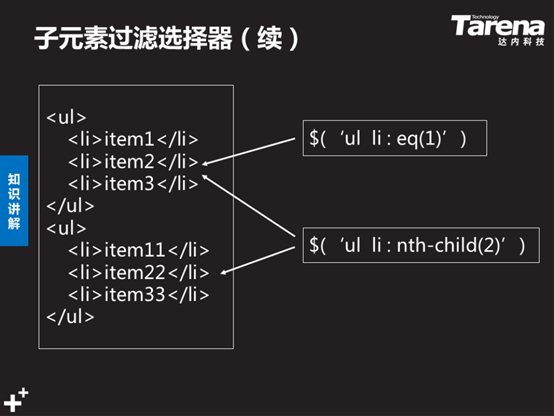 子元素过滤选择器（续）
Technology
Tarena
达内科技
知识讲解
<ul>
<li>item1</li>
<li>item2</li>
<li>item3</li>
</ul>
<ul>
<li>item11</li>
<li>item22</li>
<li>item33</li>
</ul>
$(‘ul li : eq(1)’)
$(‘ul li : nth-child(2)’)